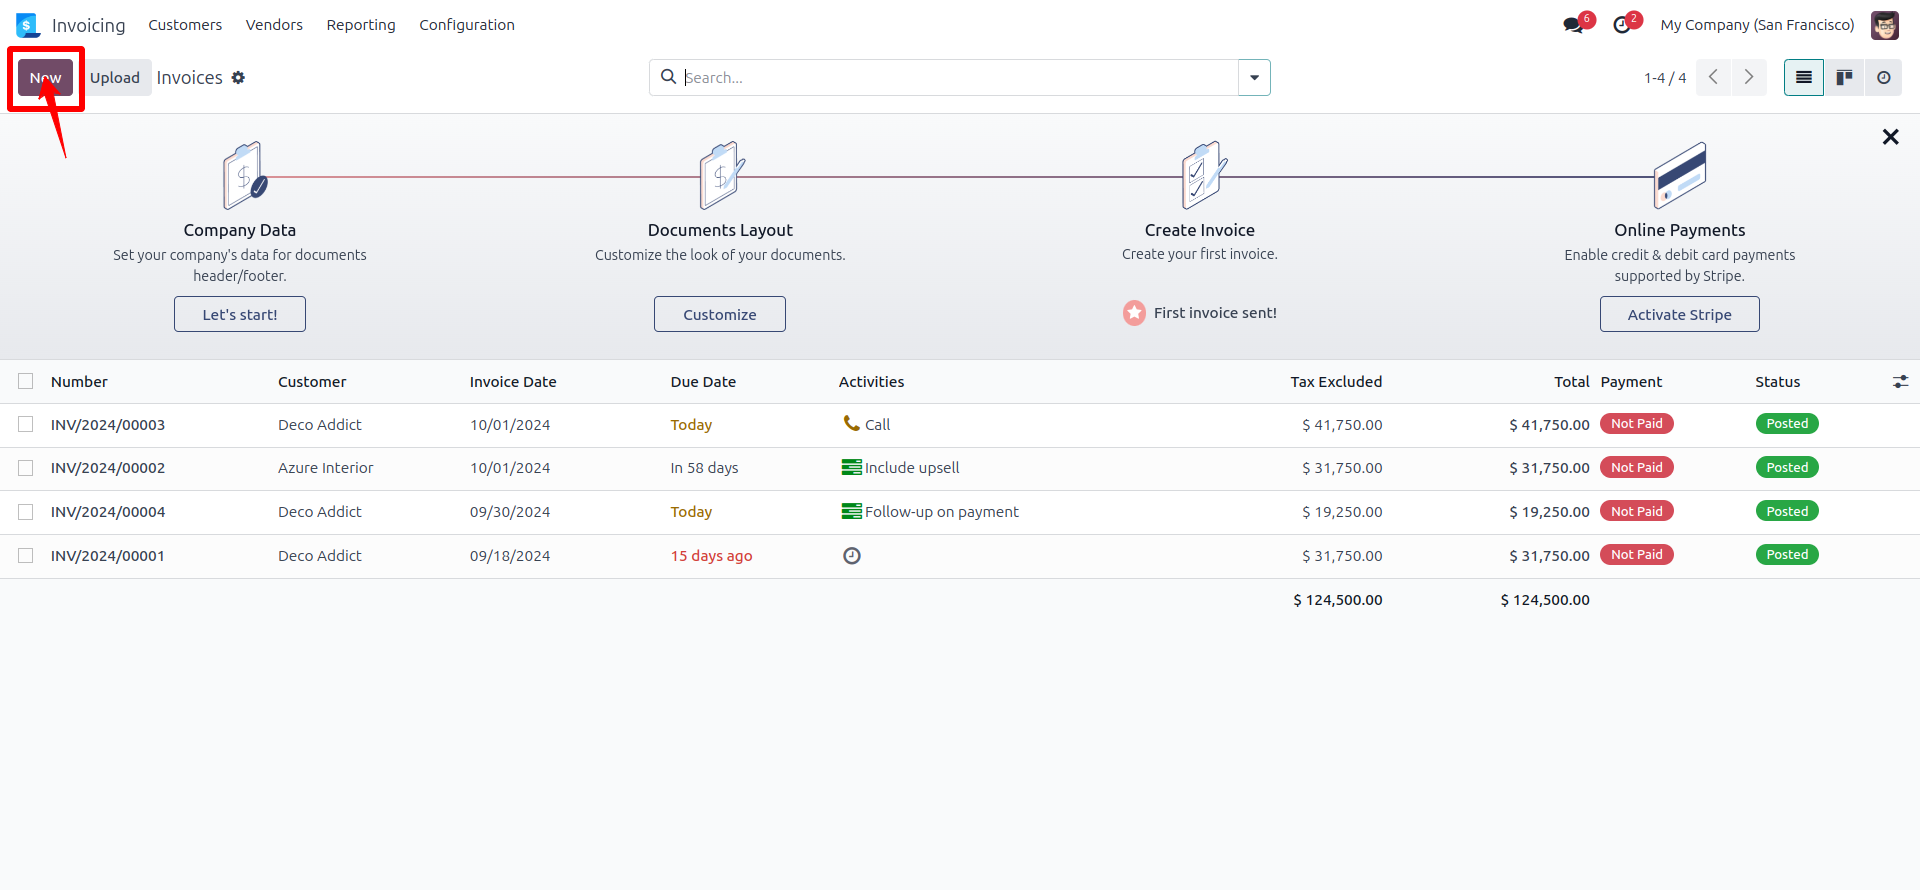 Invoicing Customers Vendors Reporting Configuration 6 2 My Company (San Francisco)
New Upload Invoices Search... 1-4 / 4
Company Data Documents Layout Create Invoice Online Payments
Set your company's data for documents header/footer. Customize the look of your documents. Create your first invoice. Enable credit & debit card payments supported by Stripe.
Let's start! Customize First invoice sent! Activate Stripe
Number Customer Invoice Date Due Date Activities Tax Excluded Total Payment Status
INV/2024/00003 Deco Addict 10/01/2024 Today Call $ 41,750.00 $ 41,750.00 Not Paid Posted
INV/2024/00002 Azure Interior 10/01/2024 In 58 days Include upsell $ 31,750.00 $ 31,750.00 Not Paid Posted
INV/2024/00004 Deco Addict 09/30/2024 Today Follow-up on payment $ 19,250.00 $ 19,250.00 Not Paid Posted
INV/2024/00001 Deco Addict 09/18/2024 15 days ago $ 31,750.00 $ 31,750.00 Not Paid Posted
$ 124,500.00 $ 124,500.00